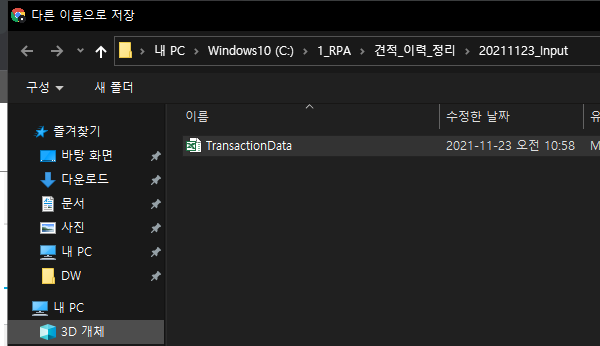 다른 이름으로 저장
내 PC > Windows10 (C:) > 1_RPA > 견적_이력_정리 > 20211123_Input
구성 새 폴더
이름 수정한 날짜 유
즐겨찾기
TransactionData 2021-11-23 오전 10:58 M
바탕 화면
다운로드
문서
사진
내 PC
DW
내 PC
3D 개체